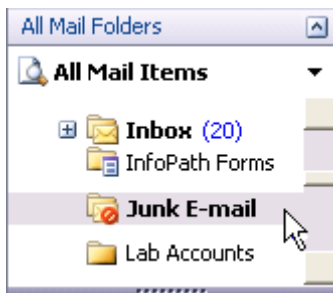 All Mail Folders
All Mail Items
Inbox (20)
InfoPath Forms
Junk E-mail
Lab Accounts